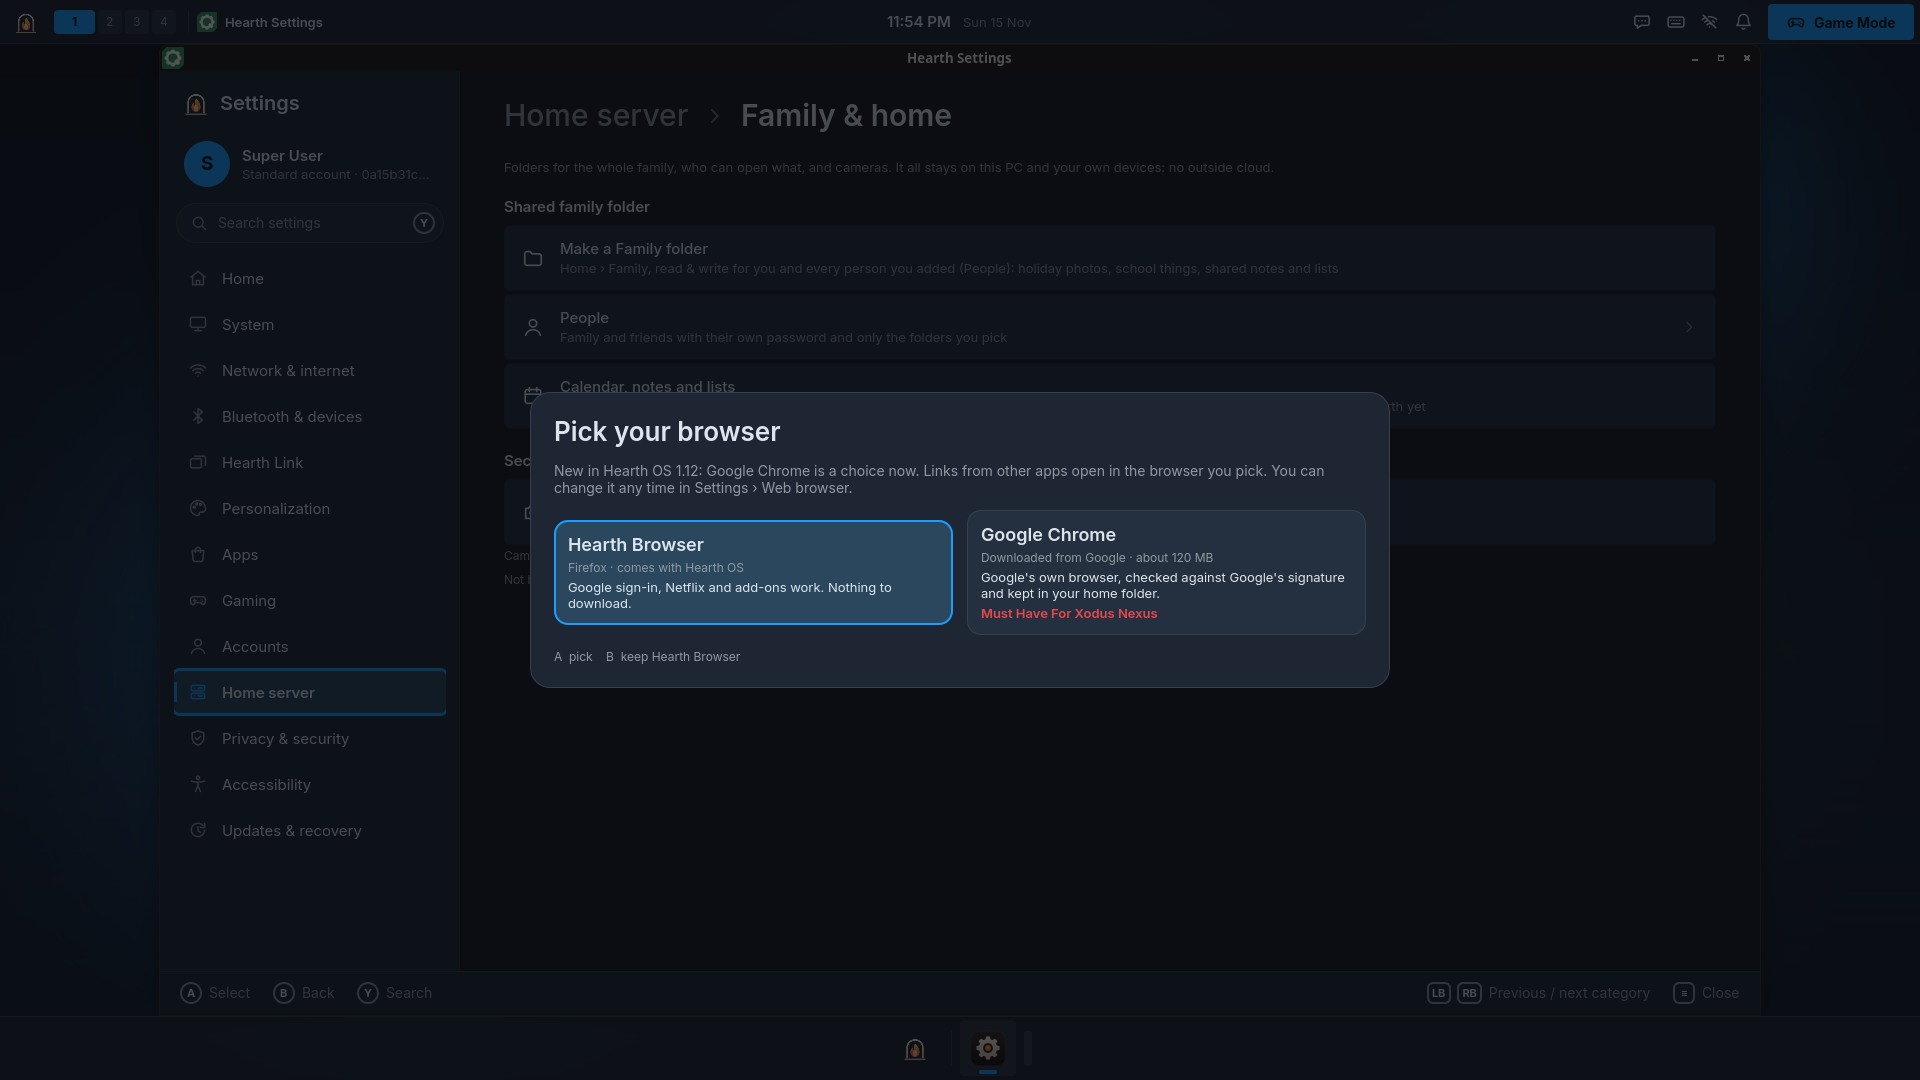 1 2 3 4 Hearth Settings 11:54 PM Sun 15 Nov Game Mode
Hearth Settings
Settings
S
Super User
Standard account · 0a15b31c...
Search settings Y
Home
System
Network & internet
Bluetooth & devices
Hearth Link
Personalization
Apps
Gaming
Accounts
Home server
Privacy & security
Accessibility
Updates & recovery
Home server › Family & home
Folders for the whole family, who can open what, and cameras. It all stays on this PC and your own devices: no outside cloud.
Shared family folder
Make a Family folder
Home › Family, read & write for you and every person you added (People): holiday photos, school things, shared notes and lists
People
Family and friends with their own password and only the folders you pick
Calendar, notes and lists
rth yet
Sec
Cam
Not
Pick your browser
New in Hearth OS 1.12: Google Chrome is a choice now. Links from other apps open in the browser you pick. You can
change it any time in Settings › Web browser.
Hearth Browser
Firefox · comes with Hearth OS
Google sign-in, Netflix and add-ons work. Nothing to
download.
Google Chrome
Downloaded from Google · about 120 MB
Google's own browser, checked against Google's signature
and kept in your home folder.
Must Have For Xodus Nexus
A pick B keep Hearth Browser
A Select B Back Y Search LB RB Previous / next category Close